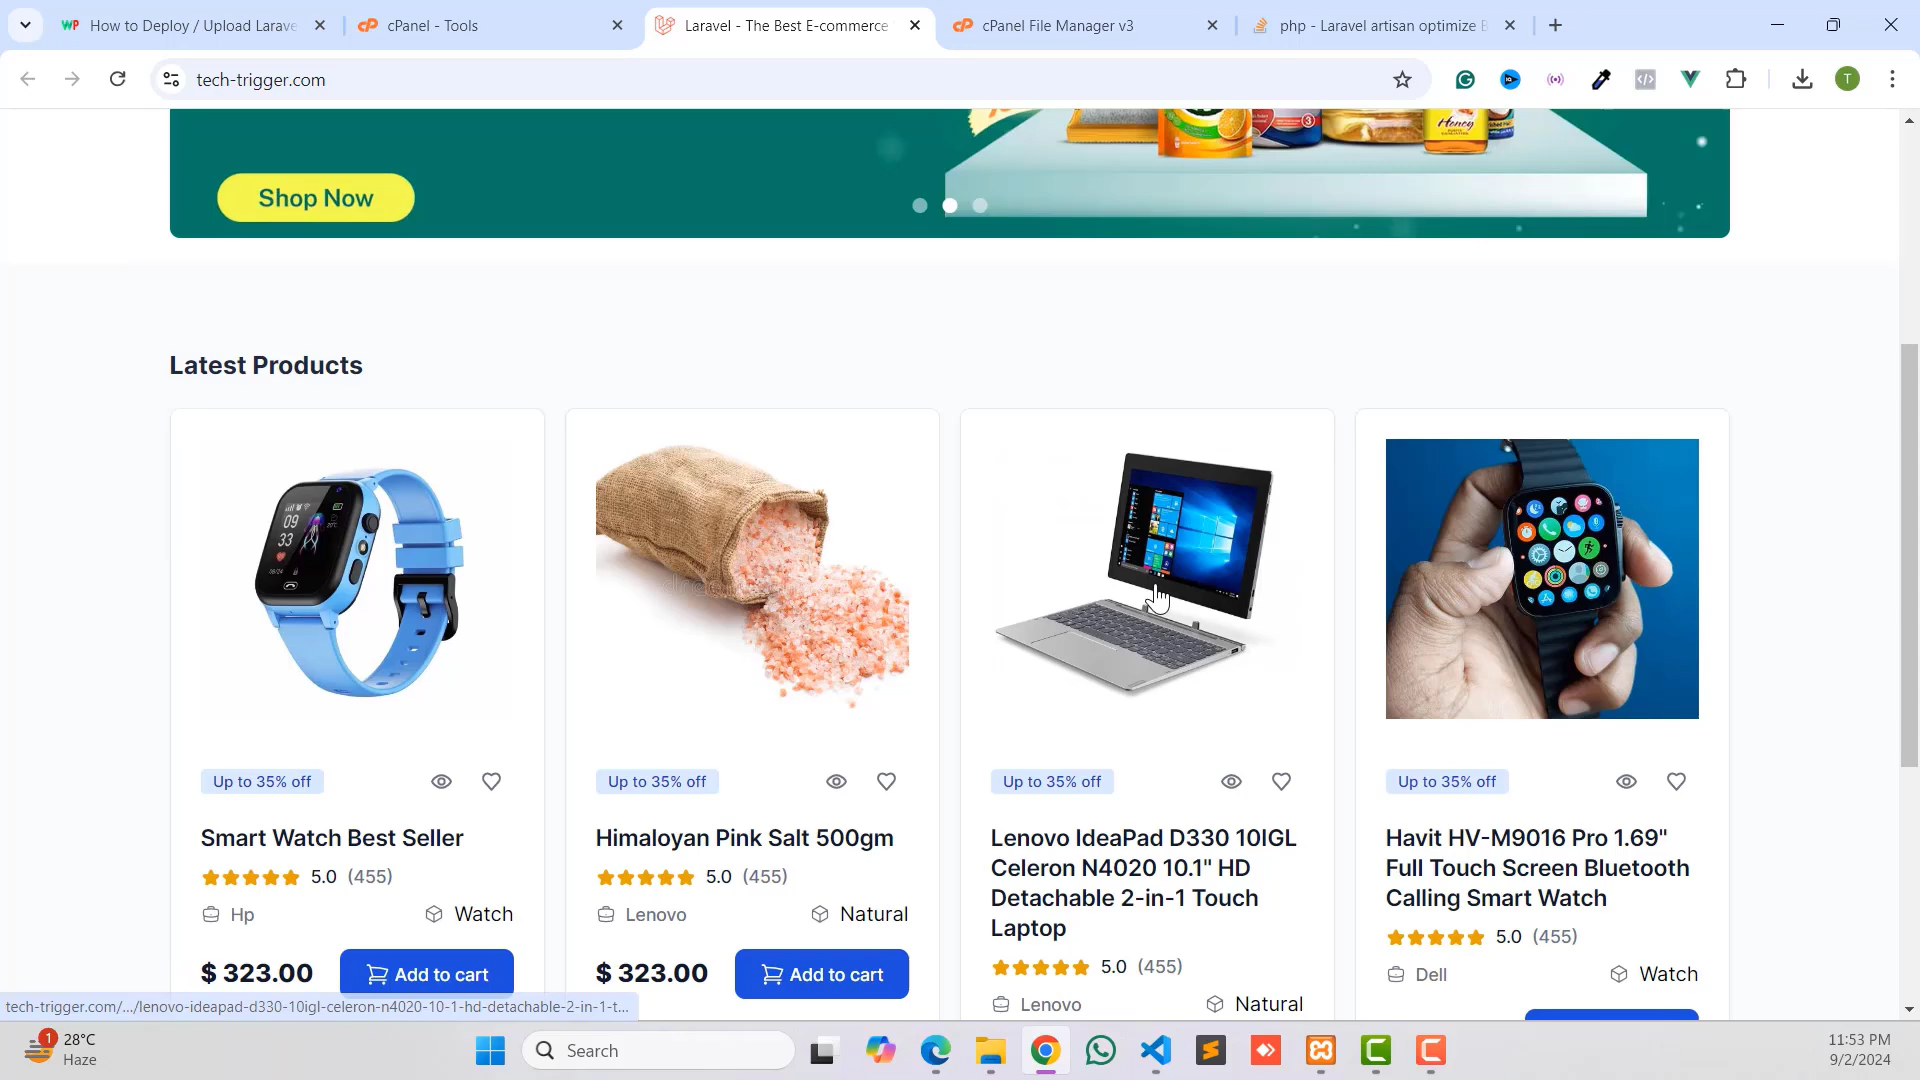 How to Deploy / Upload Larave
cPanel - Tools
Laravel - The Best E-commerce
cPanel File Manager v3
php - Laravel artisan optimize B
tech-trigger.com
T
Honey
Shop Now
Latest Products
09
33
Up to 35% off
Up to 35% off
Up to 35% off
Up to 35% off
Smart Watch Best Seller
5.0 (455)
Hp
Watch
$ 323.00
Add to cart
Himaloyan Pink Salt 500gm
5.0 (455)
Lenovo
Natural
$ 323.00
Add to cart
Lenovo IdeaPad D330 10IGL
Celeron N4020 10.1" HD
Detachable 2-in-1 Touch
Laptop
5.0 (455)
Lenovo
Natural
Havit HV-M9016 Pro 1.69"
Full Touch Screen Bluetooth
Calling Smart Watch
5.0 (455)
Dell
Watch
tech-trigger.com/.../lenovo-ideapad-d330-10igl-celeron-n4020-10-1-hd-detachable-2-in-1-t...
1
28°C
Haze
Search
11:53 PM
9/2/2024